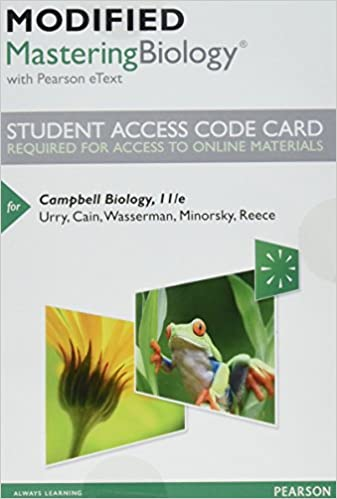 MODIFIED
MasteringBiology®
with Pearson eText
STUDENT ACCESS CODE CARD
REQUIRED FOR ACCESS TO ONLINE MATERIALS
for
Campbell Biology, 11/e
Urry, Cain, Wasserman, Minorsky, Reece
ALWAYS LEARNING
PEARSON